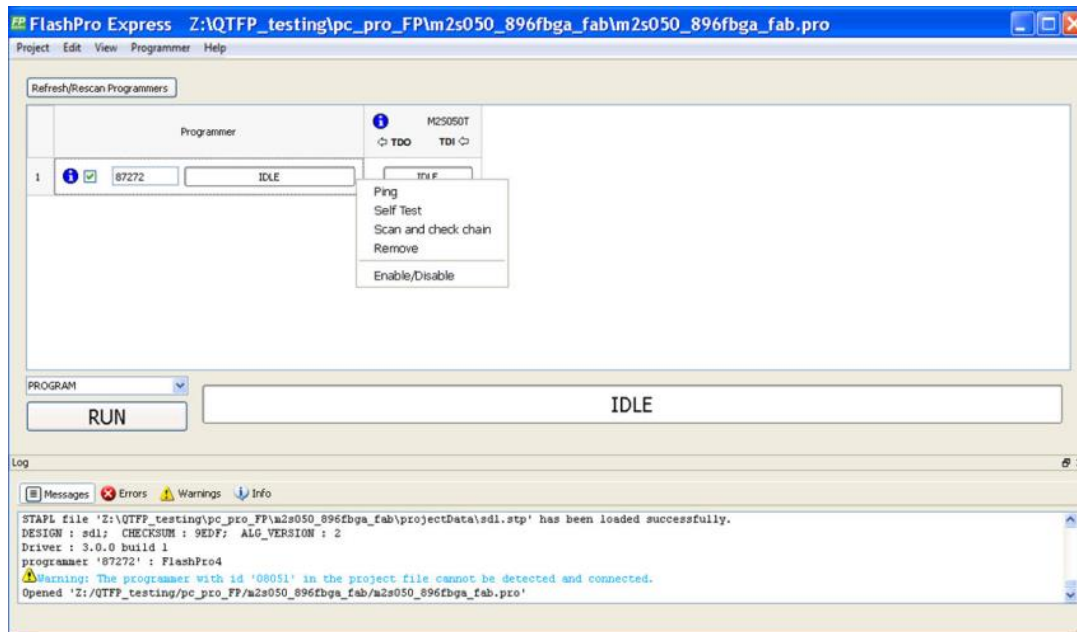 FP FlashPro Express Z:\QTFP_testing\pc_pro_FP\m2s050_896fbga_fab\m2s050_896fbga_fab.pro
Project Edit View Programmer Help
Refresh/Rescan Programmers
Programmer
M2S050T
TDO TDI
1 87272 IDLE IDLE
Ping
Self Test
Scan and check chain
Remove
Enable/Disable
PROGRAM
RUN
IDLE
Log
Messages Errors Warnings Info
STAPL file 'Z:\QTFP_testing\pc_pro_FP\m2s050_896fbga_fab\projectData\sdl.stp' has been loaded successfully.
DESIGN : sdl; CHECKSUM : 9EDF; ALG_VERSION : 2
Driver : 3.0.0 build 1
programmer '87272' : FlashPro4
Warning: The programmer with id '08051' in the project file cannot be detected and connected.
Opened 'Z:/QTFP_testing/pc_pro_FP/m2s050_896fbga_fab/m2s050_896fbga_fab.pro'